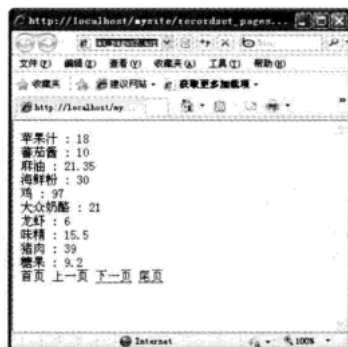 http://localhost/mysite/recordset_pages...
文件(F) 编辑(E) 查看(V) 收藏夹(A) 工具(T) 帮助(H)
收藏夹 建议网站 获取更多加载项
http://localhost/my...
苹果汁 : 18
蕃茄酱 : 10
麻油 : 21.35
海鲜粉 : 30
鸡 : 97
大众奶酪 : 21
龙虾 : 6
味精 : 15.5
猪肉 : 39
糖果 : 9.2
首页 上一页 下一页 尾页
Internet 100%